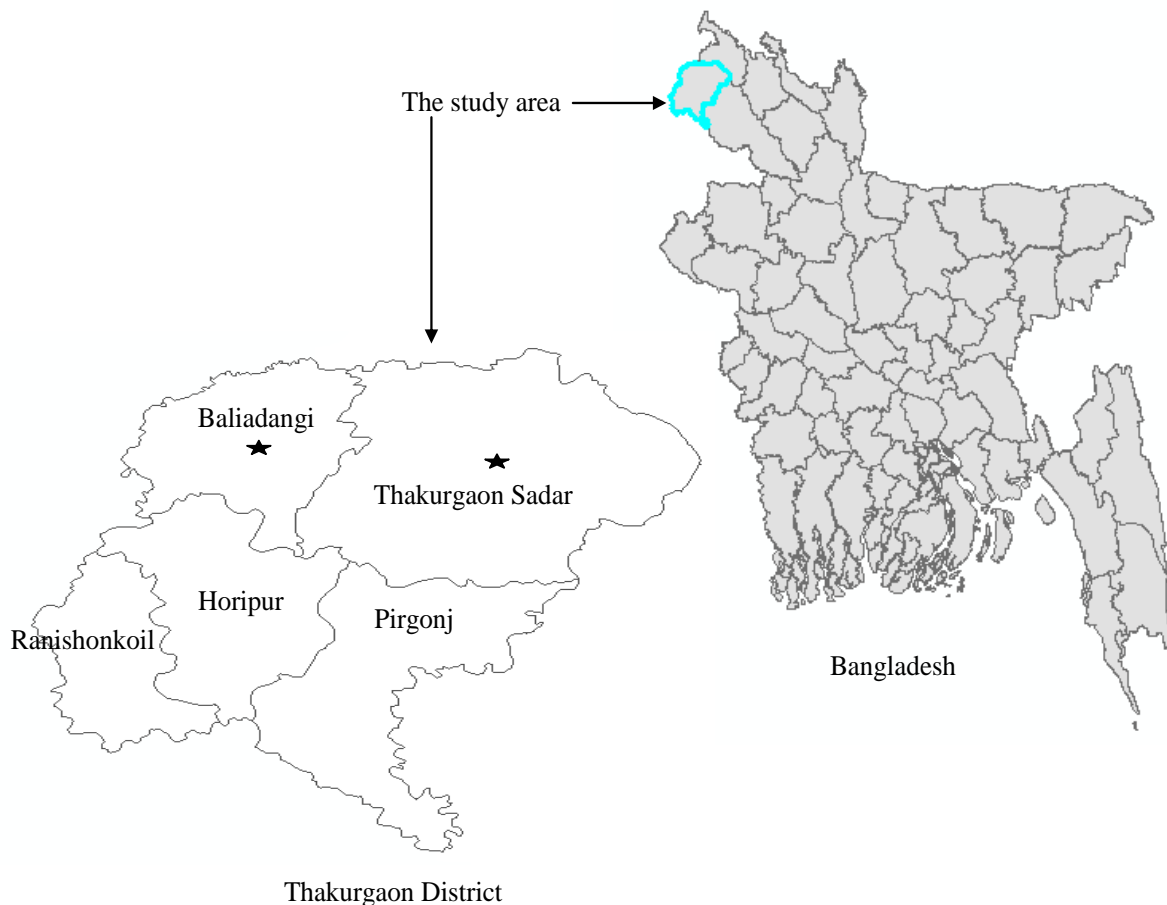 The study area
Baliadangi
Thakurgaon Sadar
Horipur
Pirgonj
Ranishonkoil
Bangladesh
Thakurgaon District